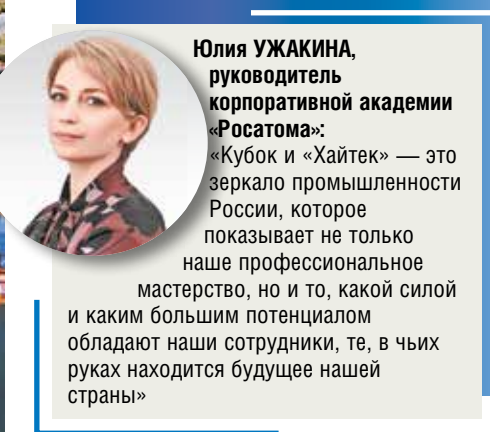 Юлия УЖАКИНА,
руководитель
корпоративной академии
«Росатома»:
«Кубок и «Хайтек» — это
зеркало промышленности
России, которое
показывает не только
наше профессиональное
мастерство, но и то, какой силой
и каким большим потенциалом
обладают наши сотрудники, те, в чьих
руках находится будущее нашей
страны»